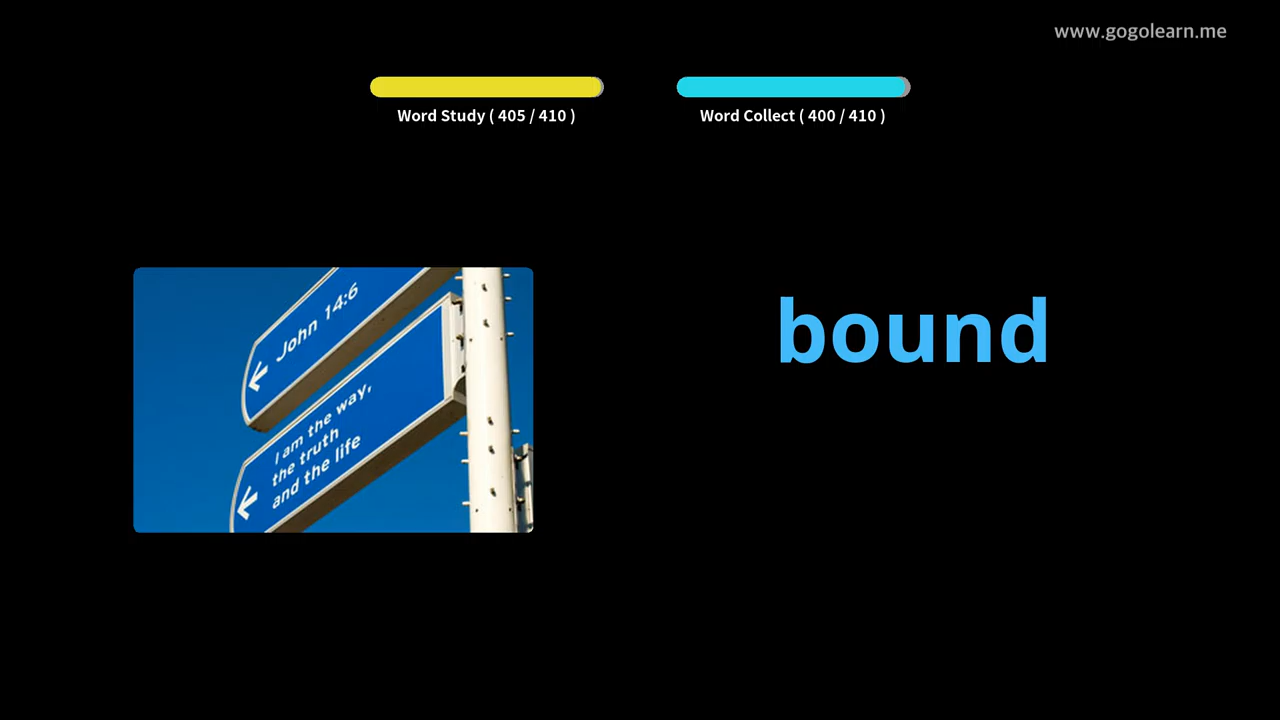 www.gogolearn.me
Word Study ( 405 / 410 )
Word Collect ( 400 / 410 )
John 14:6
I am the way,
the truth
and the life
bound